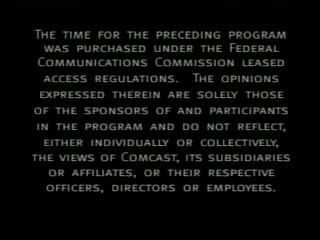 The time for the preceding program
was purchased under the Federal
Communications Commission leased
access regulations. The opinions
expressed therein are solely those
of the sponsors of and participants
in the program and do not reflect,
either individually or collectively,
the views of Comcast, its subsidiaries
or affiliates, or their respective
officers, directors or employees.